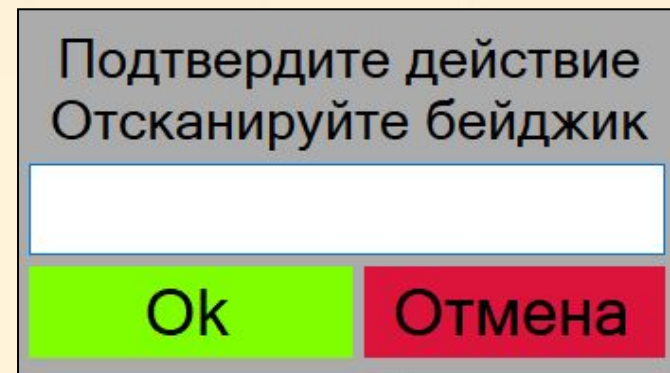 Подтвердите действие
Отсканируйте бейджик
Ok
Отмена